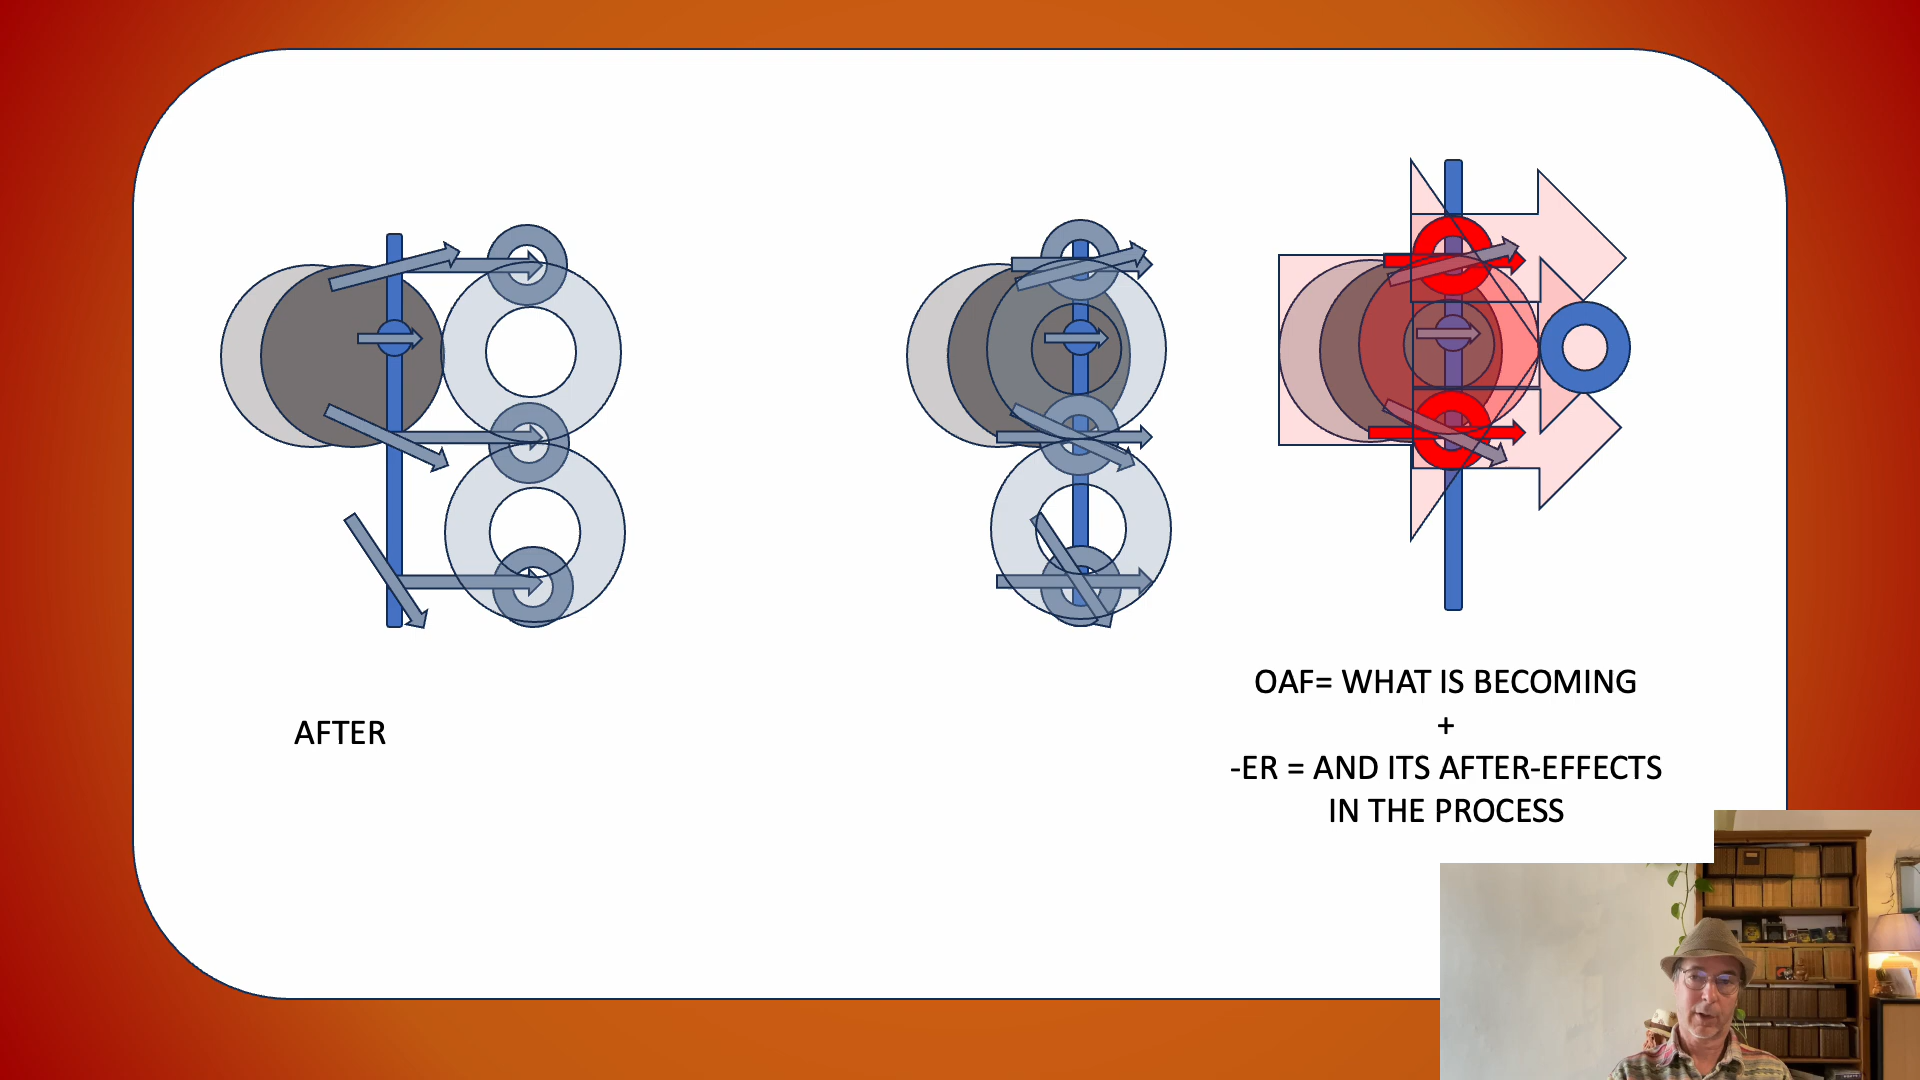 AFTER
OAF= WHAT IS BECOMING
+
-ER = AND ITS AFTER-EFFECTS
IN THE PROCESS